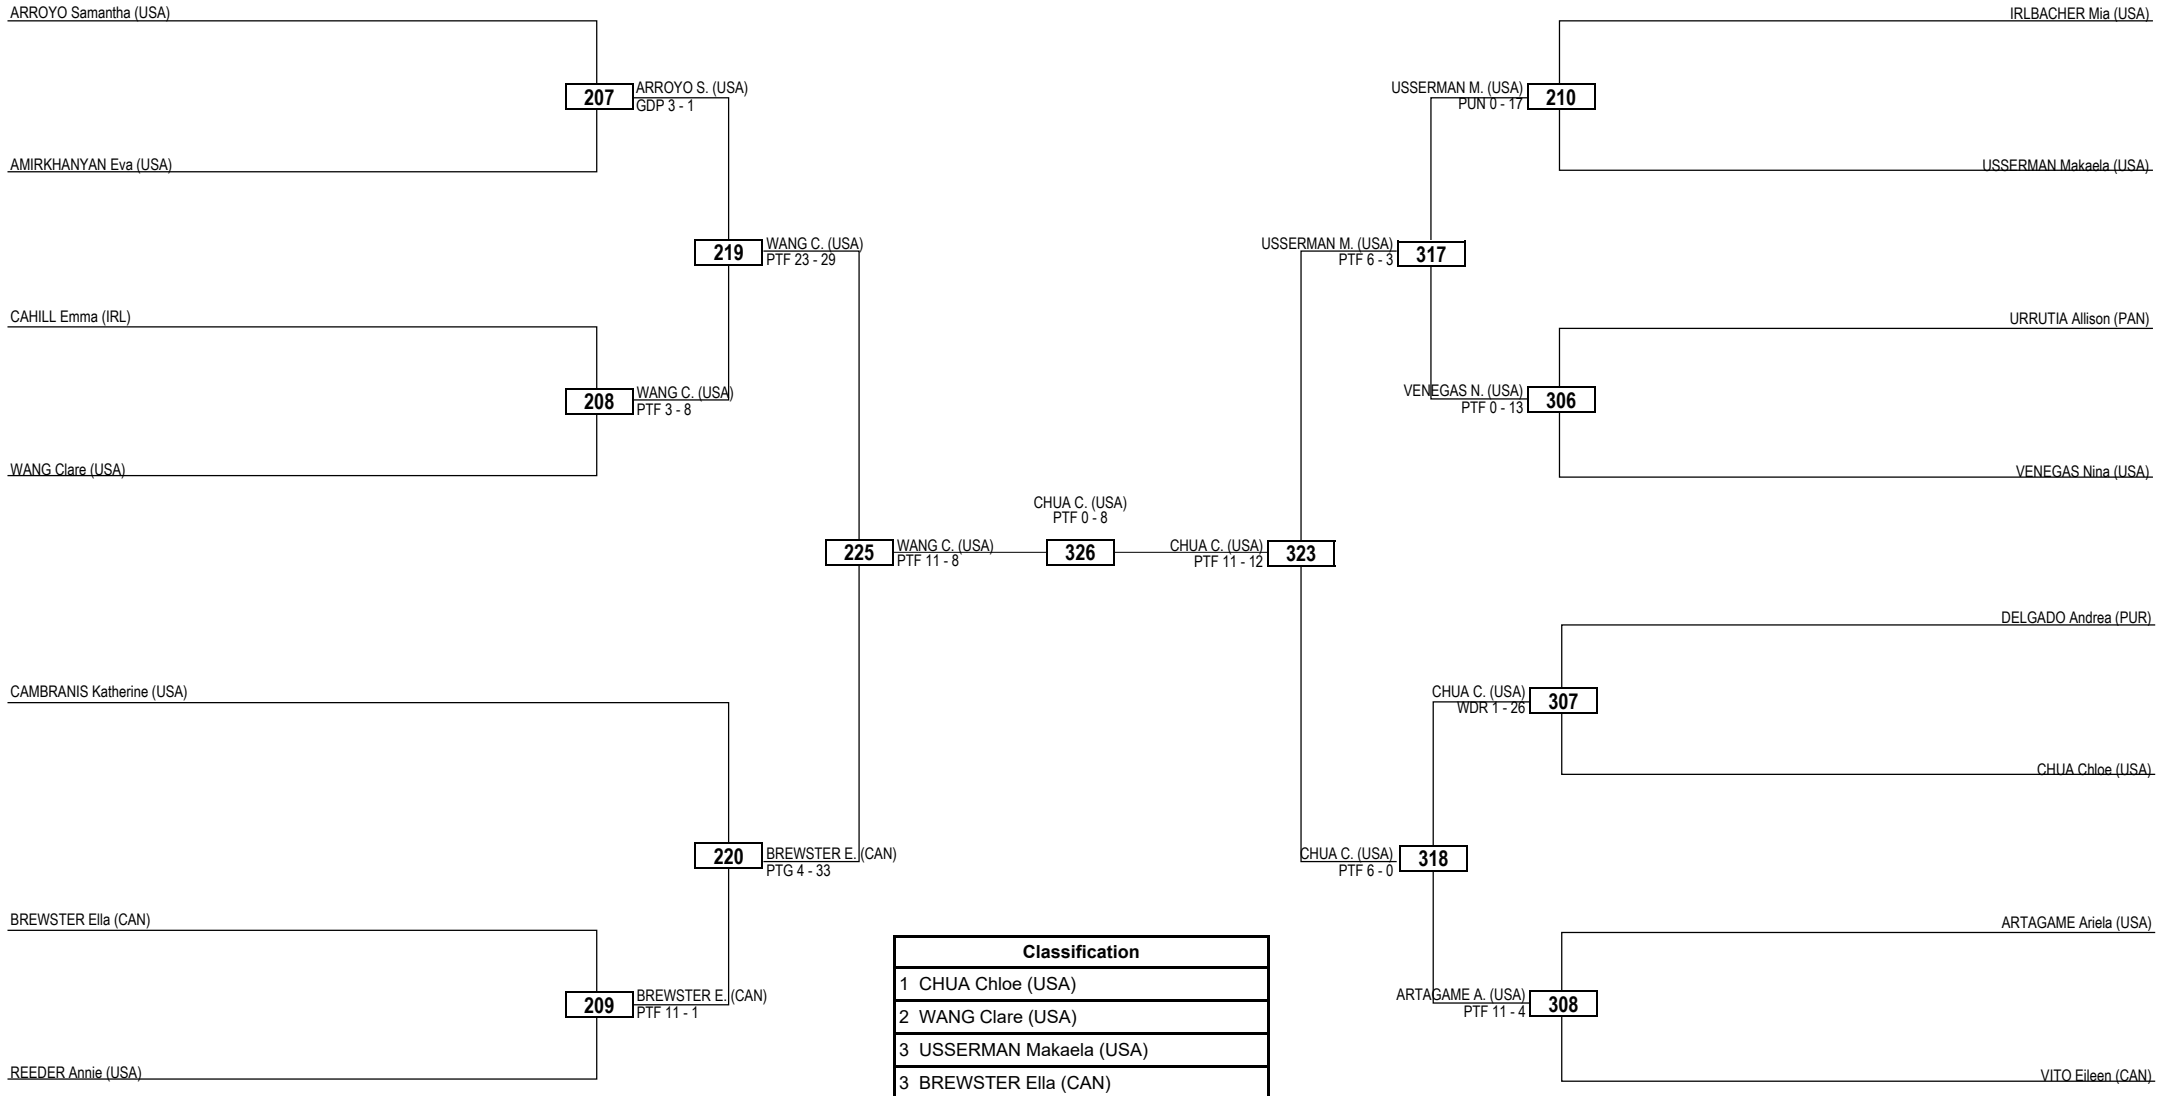 ARROYO Samantha (USA)
207
ARROYO S. (USA)
GDP 3 - 1
AMIRKHANYAN Eva (USA)
219
WANG C. (USA)
PTF 23 - 29
CAHILL Emma (IRL)
208
WANG C. (USA)
PTF 3 - 8
WANG Clare (USA)
225
WANG C. (USA)
PTF 11 - 8
CAMBRANIS Katherine (USA)
220
BREWSTER E. (CAN)
PTG 4 - 33
BREWSTER Ella (CAN)
209
BREWSTER E. (CAN)
PTF 11 - 1
REEDER Annie (USA)
CHUA C. (USA)
PTF 0 - 8
326
IRLBACHER Mia (USA)
USSERMAN M. (USA)
PUN 0 - 17
210
USSERMAN Makaela (USA)
USSERMAN M. (USA)
PTF 6 - 3
317
URRUTIA Allison (PAN)
VENEGAS N. (USA)
PTF 0 - 13
306
VENEGAS Nina (USA)
CHUA C. (USA)
PTF 11 - 12
323
DELGADO Andrea (PUR)
CHUA C. (USA)
WDR 1 - 26
307
CHUA Chloe (USA)
CHUA C. (USA)
PTF 6 - 0
318
ARTAGAME Ariela (USA)
ARTAGAME A. (USA)
PTF 11 - 4
308
VITO Eileen (CAN)
Classification
1 CHUA Chloe (USA)
2 WANG Clare (USA)
3 USSERMAN Makaela (USA)
3 BREWSTER Ella (CAN)